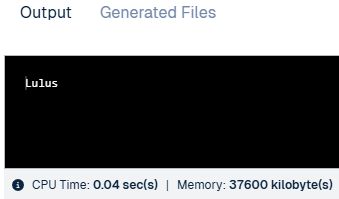 Output Generated Files
Lulus
CPU Time: 0.04 sec(s) | Memory: 37600 kilobyte(s)